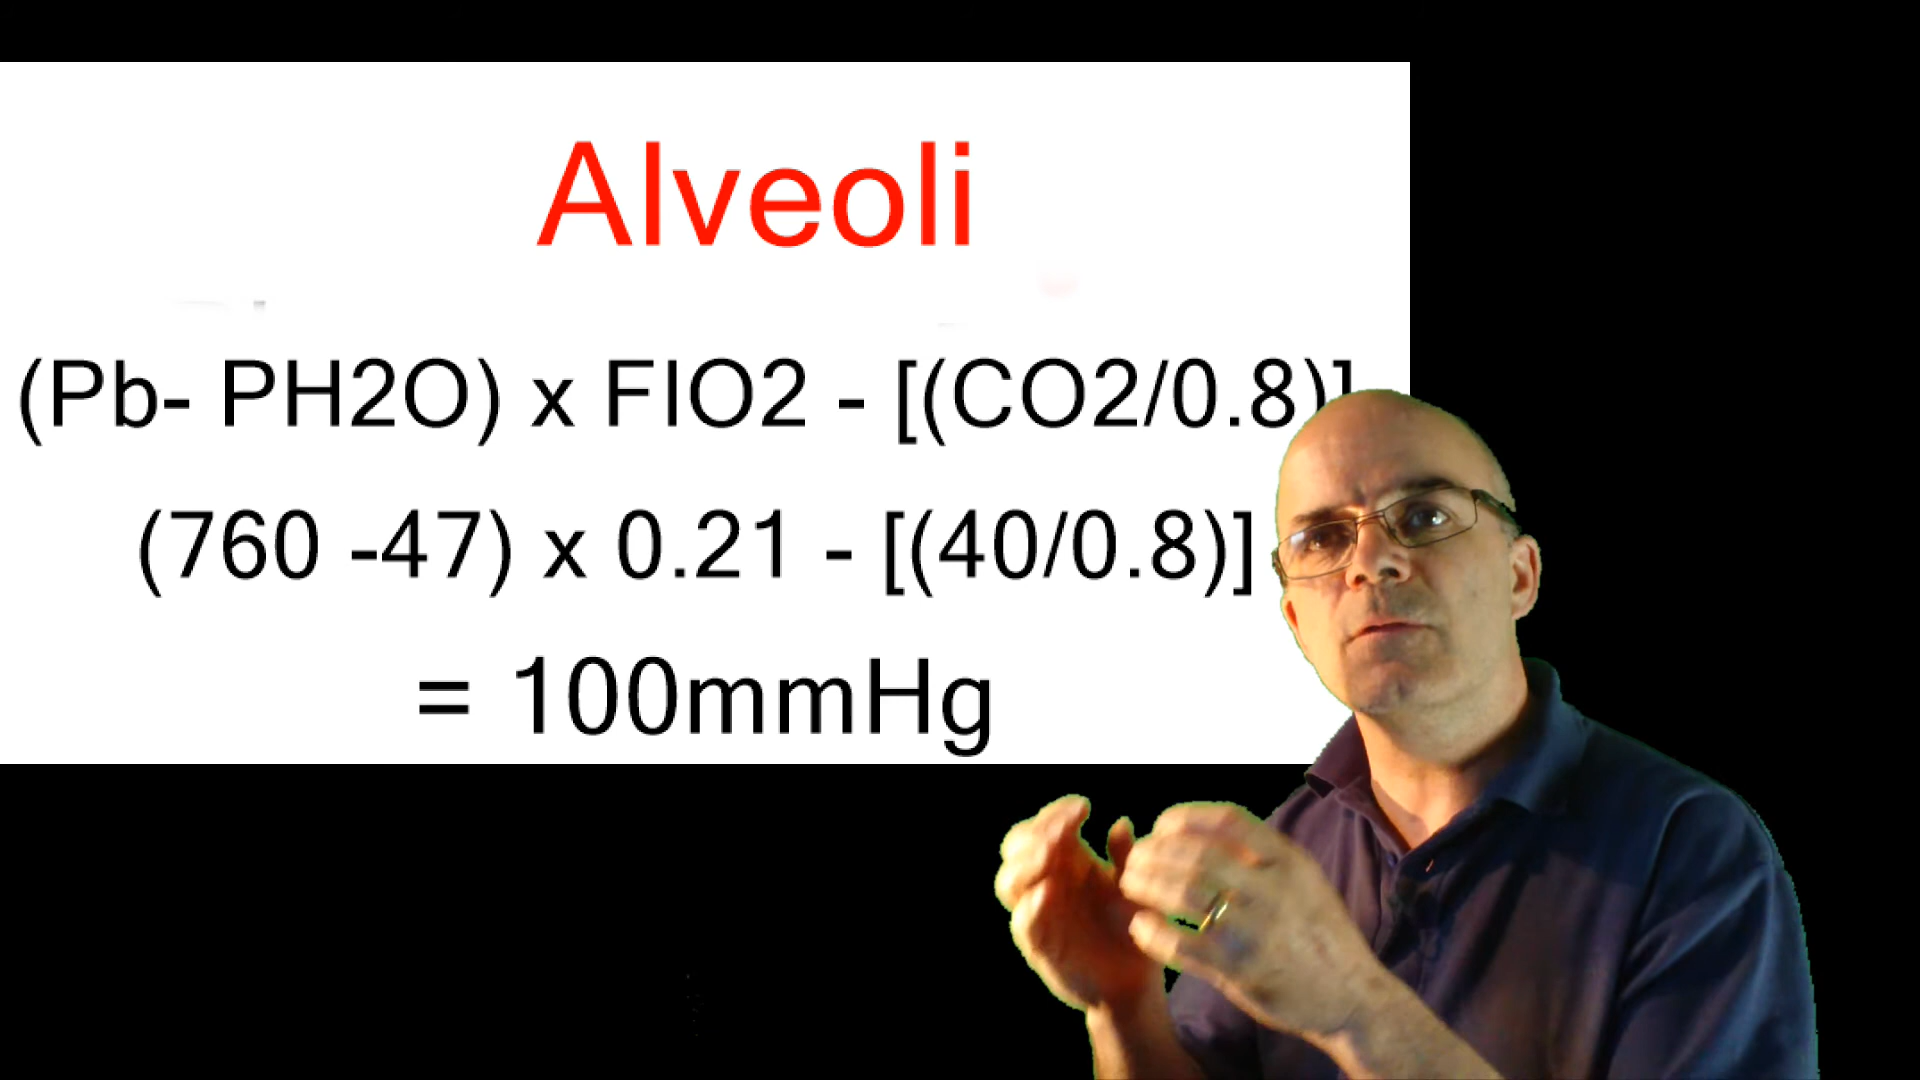 Alveoli
(Pb- PH2O) x FIO2 - [(CO2/0.8)]
(760 -47) x 0.21 - [(40/0.8)]
= 100mmHg